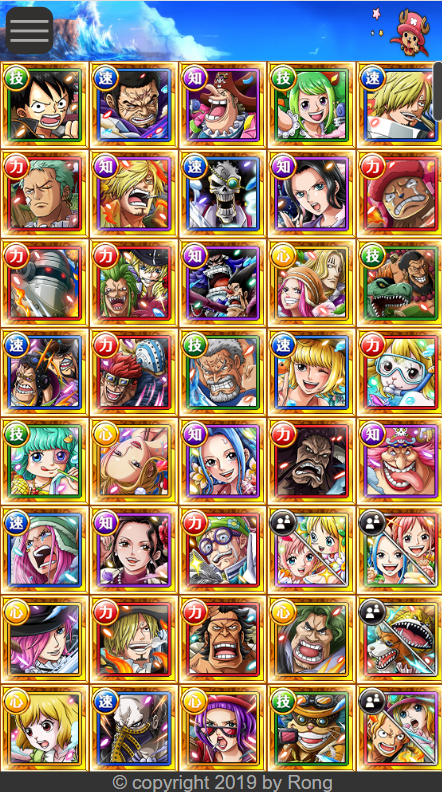 技 速 知 技 速
力 知 速 知 力
力 力 知 心 技
速 力 技 速 力
技 心 知 力 知
速 知 力
心 力 力 心
心 速 知 技
© copyright 2019 by Rong